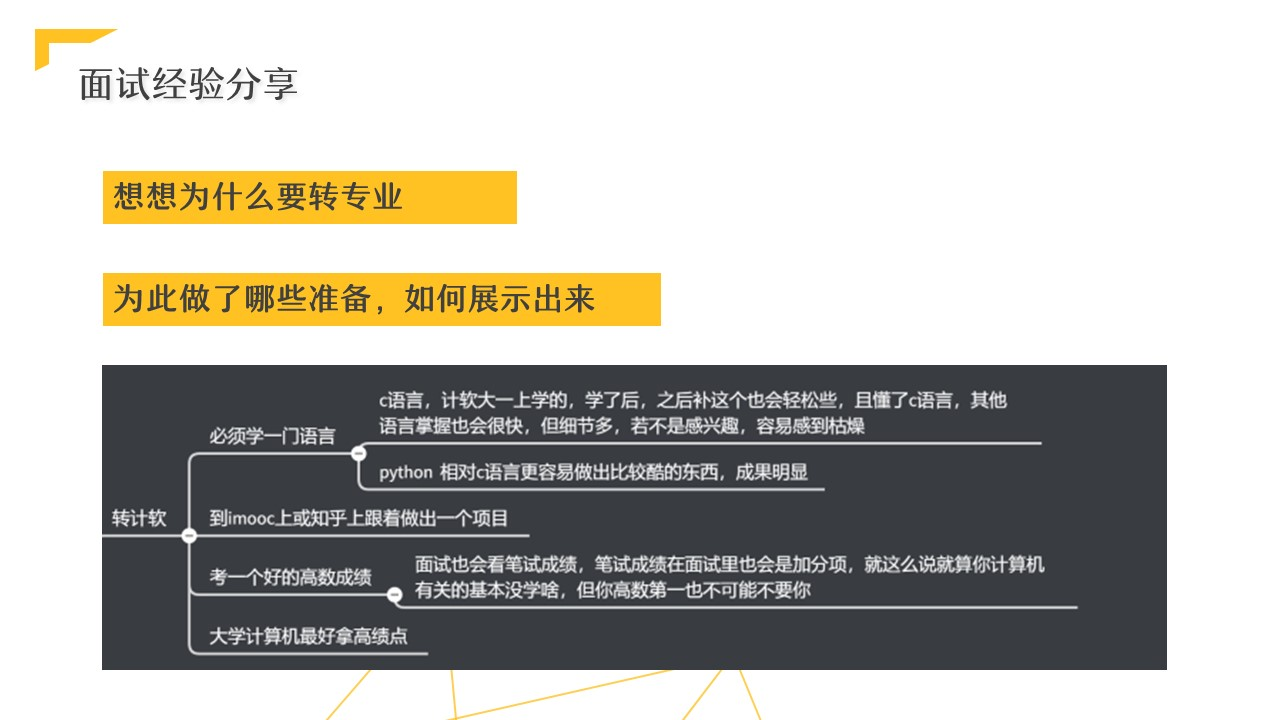 面试经验分享
想想为什么要转专业
为此做了哪些准备，如何展示出来
c语言，计软大一上学的，学了后，之后补这个也会轻松些，且懂了c语言，其他
语言掌握也会很快，但细节多，若不是感兴趣，容易感到枯燥
必须学一门语言
python 相对c语言更容易做出比较酷的东西，成果明显
转计软
到imooc上或知乎上跟着做出一个项目
面试也会看笔试成绩，笔试成绩在面试里也会是加分项，就这么说就算你计算机
有关的基本没学啥，但你高数第一也不可能不要你
考一个好的高数成绩
大学计算机最好拿高绩点